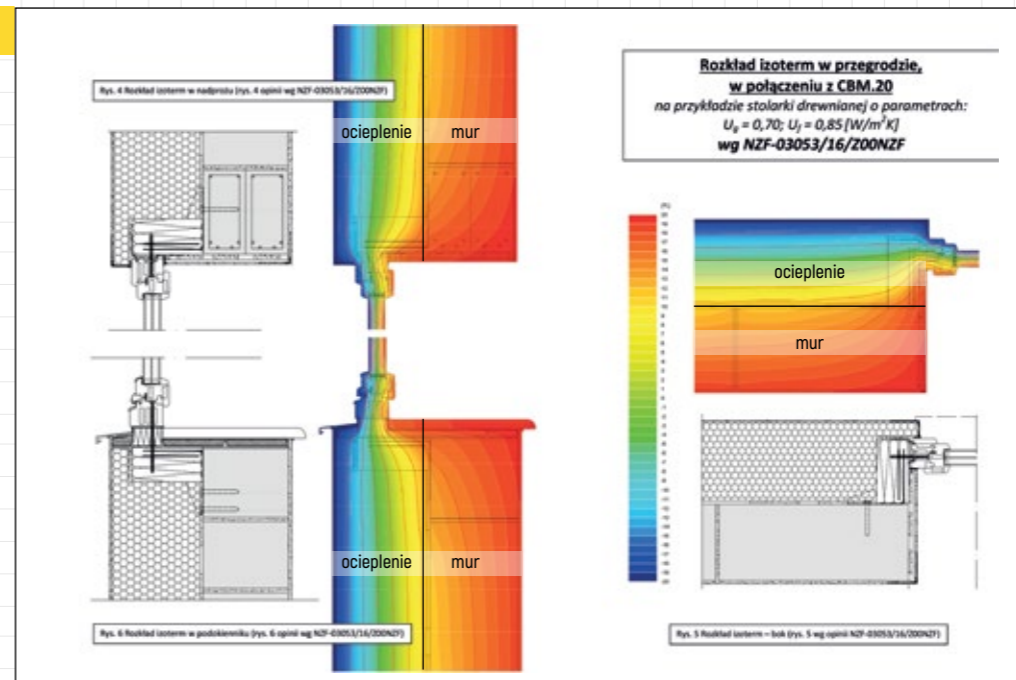 Rys. 4 Rozkład izoterm w nadprożu (rys. 4 opinii wg NZF-03053/16/Z00NZF)
ocieplenie mur
Rozkład izoterm w przegrodzie,
w połączeniu z CBM.20
na przykładzie stolarki drewnianej o parametrach:
U_g = 0,70; U_f = 0,85 [W/m²K]
wg NZF-03053/16/Z00NZF
ocieplenie
mur
ocieplenie mur
Rys. 6 Rozkład izoterm w podokienniku (rys. 6 opinii wg NZF-03053/16/Z00NZF)
Rys. 5 Rozkład izoterm – bok (rys. 5 wg opinii NZF-03053/16/Z00NZF)